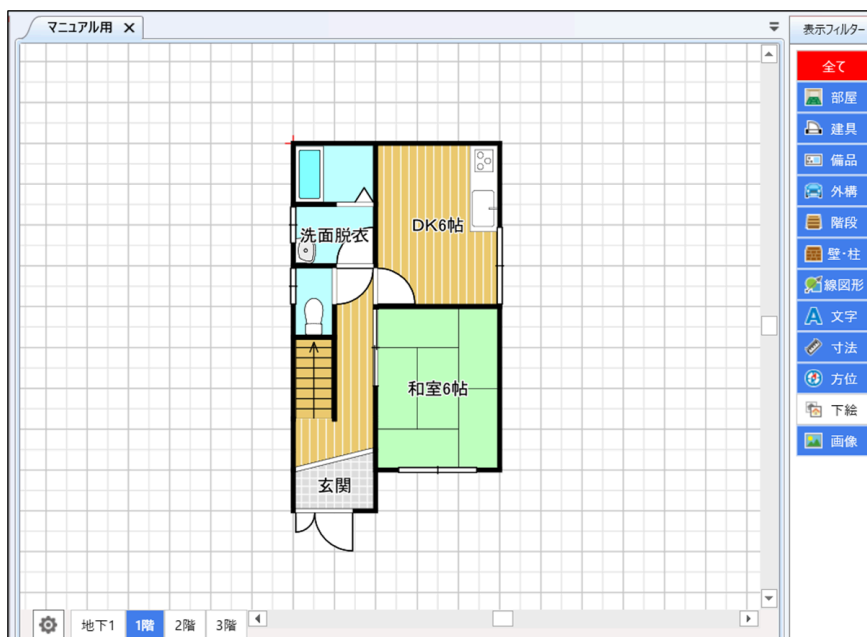 マニュアル用
表示フィルター
全て
部屋
建具
備品
外構
階段
壁・柱
線図形
文字
寸法
方位
下絵
画像
洗面脱衣
DK6帖
和室6帖
玄関
地下1
1階
2階
3階